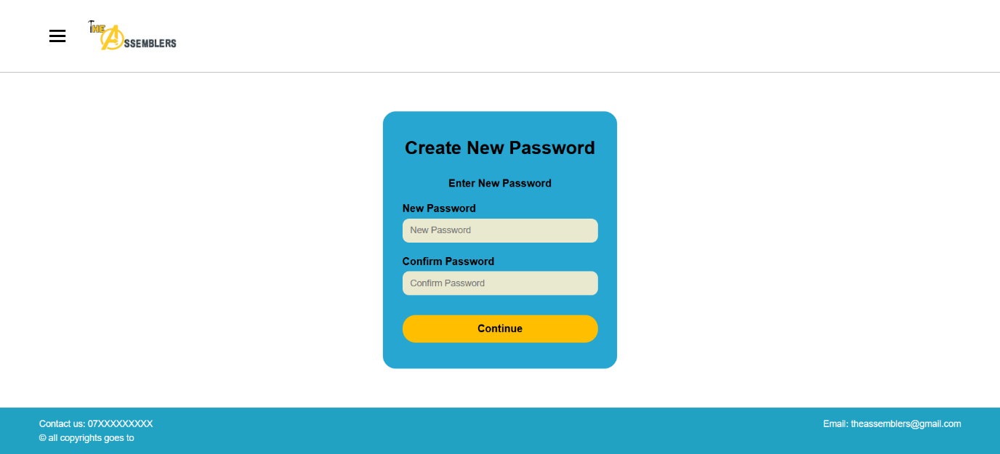 THE ASSEMBLERS
Create New Password
Enter New Password
New Password
New Password
Confirm Password
Confirm Password
Continue
Contact us: 07XXXXXXXXX
Email: theassemblers@gmail.com
© all copyrights goes to